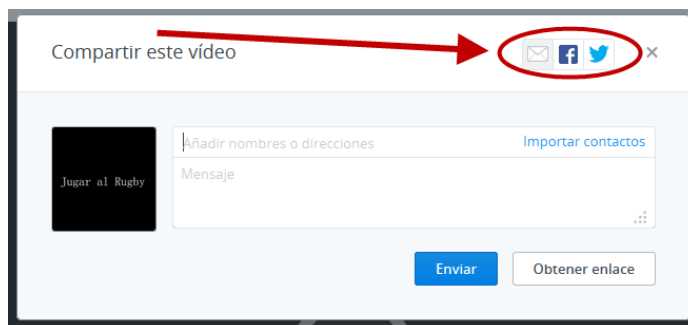 Compartir este vídeo
Añadir nombres o direcciones
Importar contactos
Jugar al Rugby
Mensaje
Enviar
Obtener enlace